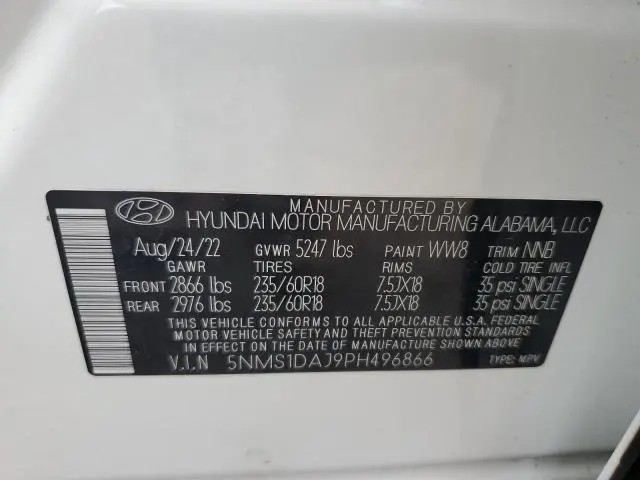 MANUFACTURED BY
HYUNDAI MOTOR MANUFACTURING ALABAMA, LLC
Aug/24/22 GVWR 5247 lbs PAINT WW8 TRIM NNB
GAWR TIRES RIMS COLD TIRE INFL
FRONT 2866 lbs 235/60R18 7.5JX18 35 psi SINGLE
REAR 2976 lbs 235/60R18 7.5JX18 35 psi SINGLE
THIS VEHICLE CONFORMS TO ALL APPLICABLE U.S. FEDERAL
MOTOR VEHICLE SAFETY AND THEFT PREVENTION STANDARDS
IN EFFECT ON THE DATE OF MANUFACTURE SHOWN ABOVE.
V.I.N 5NMS1DAJ9PH496866 TYPE: MPV